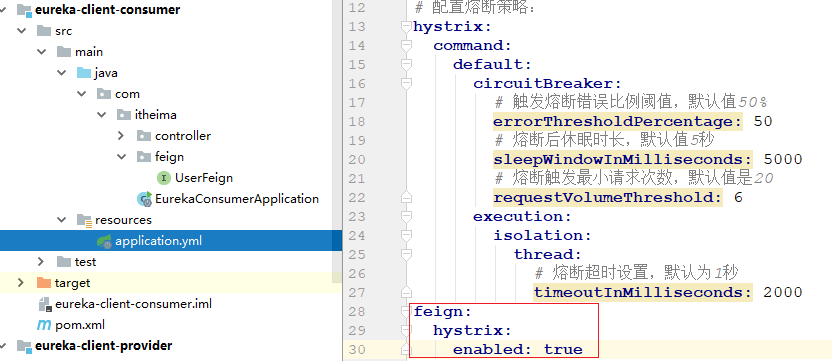 eureka-client-consumer
src
main
java
com
itheima
controller
feign
UserFeign
EurekaConsumerApplication
resources
application.yml
test
target
eureka-client-consumer.iml
pom.xml
eureka-client-provider
12 # 配置熔断策略:
13 hystrix:
14 command:
15 default:
16 circuitBreaker:
17 # 触发熔断错误比例阈值，默认值50%
18 errorThresholdPercentage: 50
19 # 熔断后休眠时长，默认值5秒
20 sleepWindowInMilliseconds: 5000
21 # 熔断触发最小请求次数，默认值是20
22 requestVolumeThreshold: 6
23 execution:
24 isolation:
25 thread:
26 # 熔断超时设置，默认为1秒
27 timeoutInMilliseconds: 2000
28 feign:
29 hystrix:
30 enabled: true